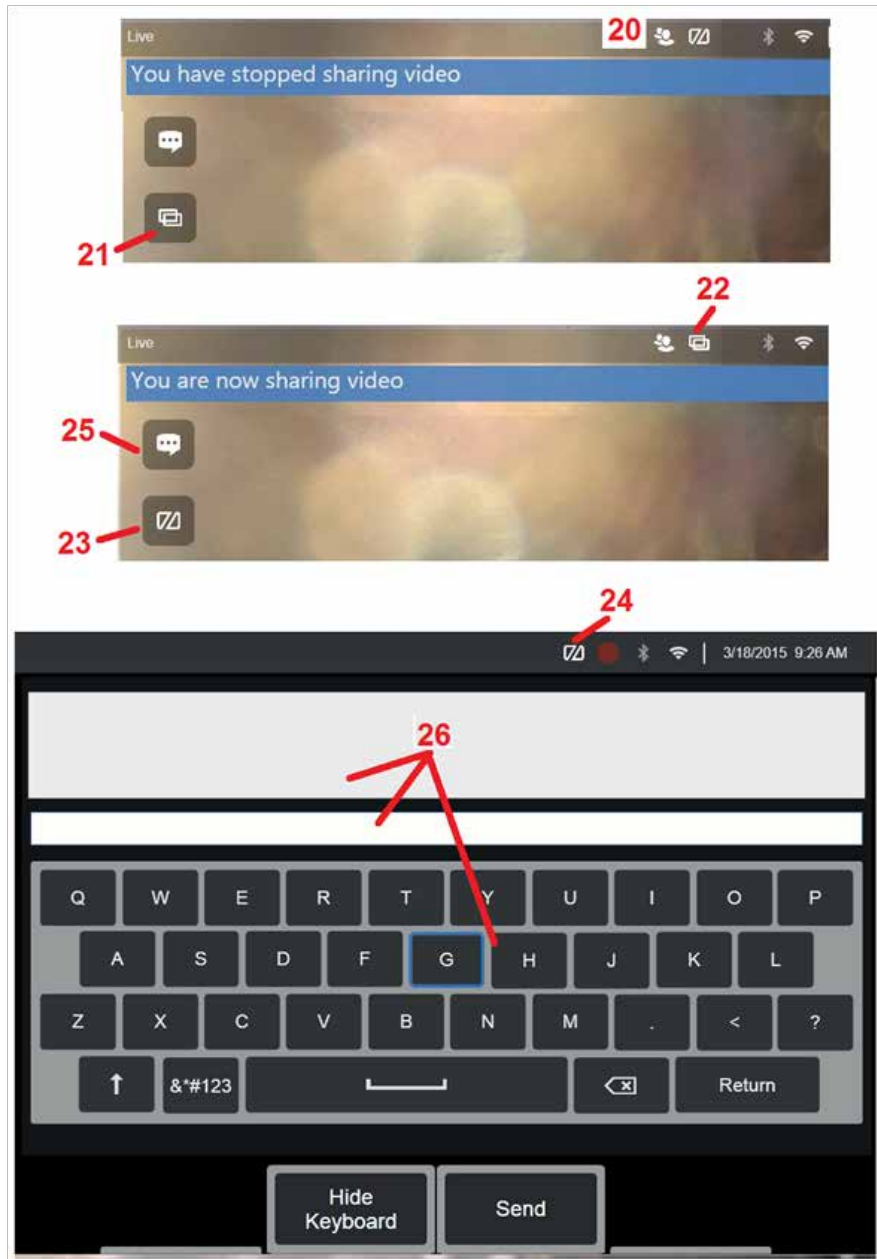 Live 20
You have stopped sharing video
21
22
Live
You are now sharing video
25
23
24
3/18/2015 9:26 AM
26
Q W E R T Y U I O P
A S D F G H J K L
Z X C V B N M . < ?
&*#123 Return
Hide
Keyboard
Send